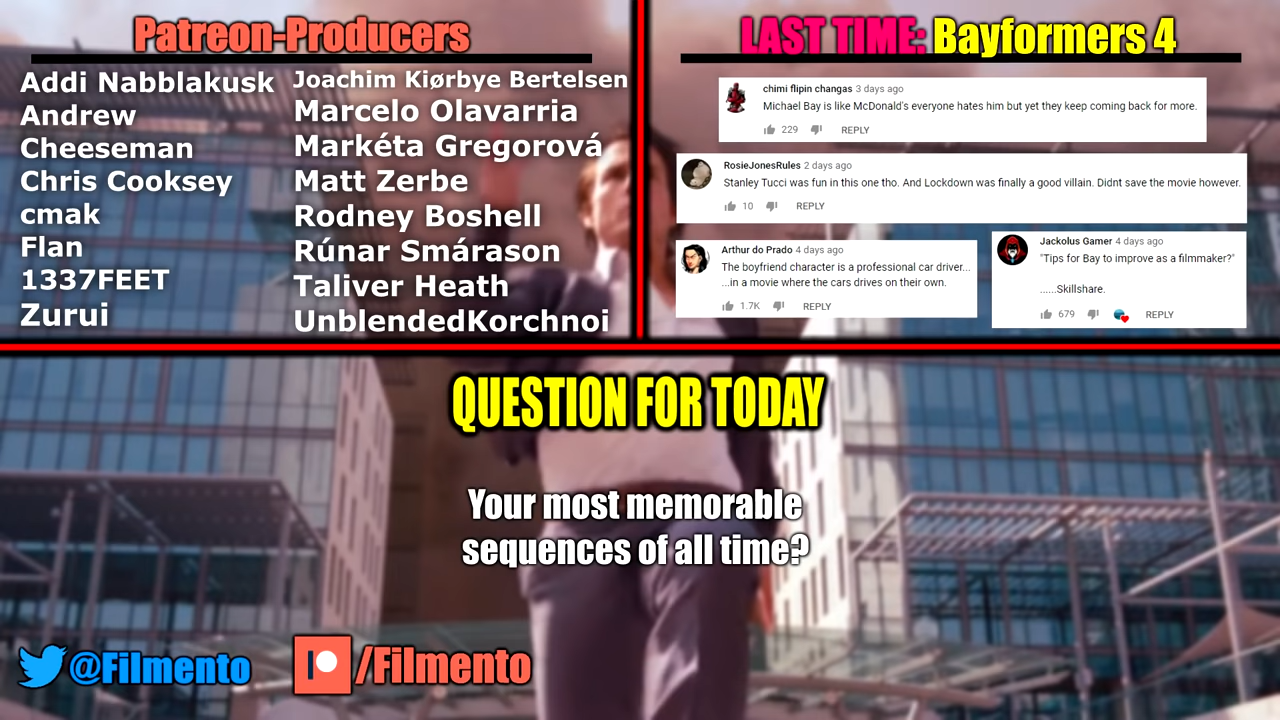 Patreon-Producers
Addi Nabblakusk
Andrew
Cheeseman
Chris Cooksey
cmak
Flan
1337FEET
Zurui
Joachim Kiørbye Bertelsen
Marcelo Olavarria
Markéta Gregorová
Matt Zerbe
Rodney Boshell
Rúnar Smárason
Taliver Heath
UnblendedKorchnoi
LAST TIME: Bayformers 4
chimi flipin changas 3 days ago
Michael Bay is like McDonald's everyone hates him but yet they keep coming back for more.
229 REPLY
RosieJonesRules 2 days ago
Stanley Tucci was fun in this one tho. And Lockdown was finally a good villain. Didnt save the movie however.
10 REPLY
Arthur do Prado 4 days ago
The boyfriend character is a professional car driver...
...in a movie where the cars drives on their own.
1.7K REPLY
Jackolus Gamer 4 days ago
"Tips for Bay to improve as a filmmaker?"
......Skillshare.
679 REPLY
QUESTION FOR TODAY
Your most memorable
sequences of all time?
@Filmento
/Filmento